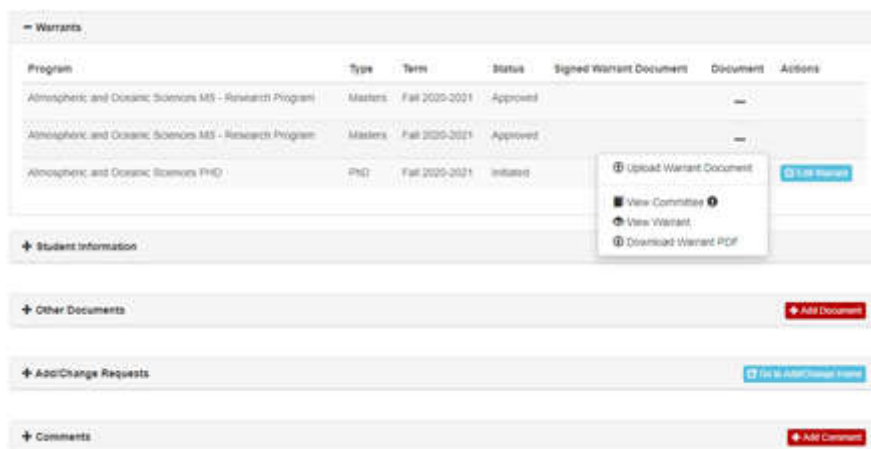 Warrants
Program Type Term Status Signed Warrant Document Document Actions
Atmospheric and Oceanic Sciences MS - Research Program Masters Fall 2020-2021 Approved
Atmospheric and Oceanic Sciences MS - Research Program Masters Fall 2020-2021 Approved
Atmospheric and Oceanic Sciences PHD PhD Fall 2020-2021 Initiated Edit Warrant
Upload Warrant Document
View Committee
View Warrant
Download Warrant PDF
Student Information
Other Documents Add Document
Add/Change Requests Go to Add/Change Home
Comments Add Comment